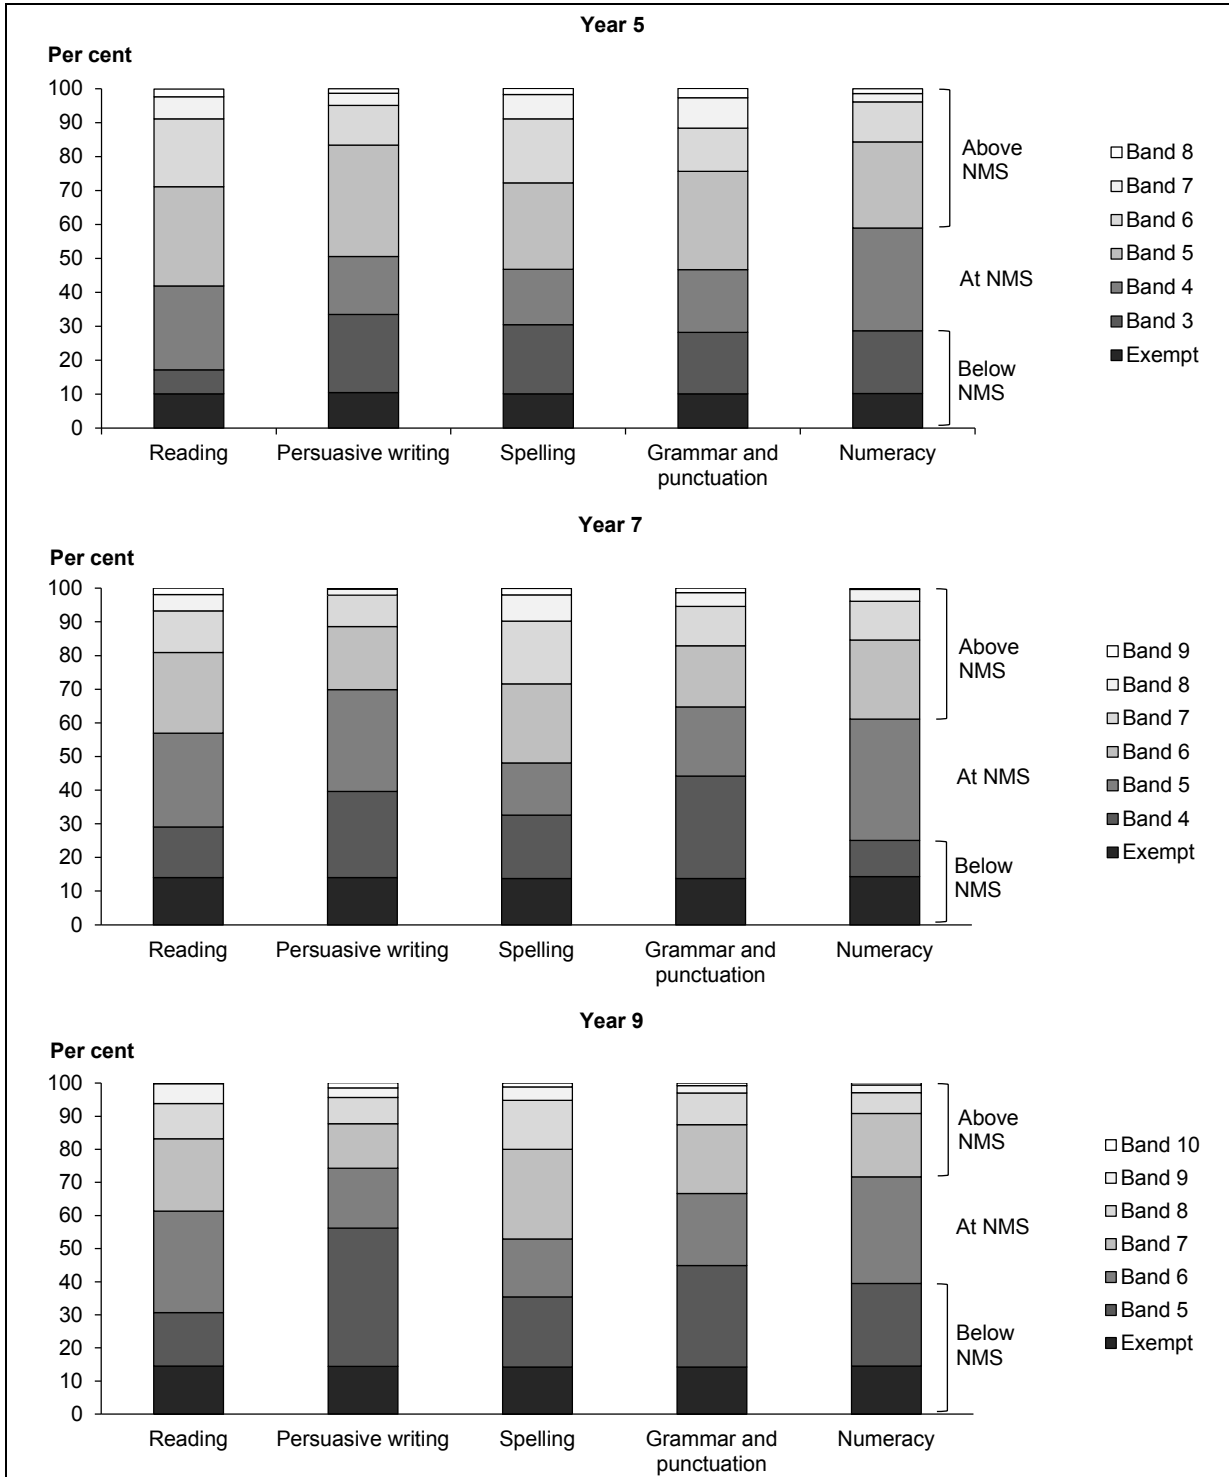 Year 5
Per cent
100
90
80
70
60
50
40
30
20
10
0
Above
NMS
At NMS
Below
NMS
Band 8
Band 7
Band 6
Band 5
Band 4
Band 3
Exempt
Reading
Persuasive writing
Spelling
Grammar and
punctuation
Numeracy
Year 7
Per cent
100
90
80
70
60
50
40
30
20
10
0
Above
NMS
At NMS
Below
NMS
Band 9
Band 8
Band 7
Band 6
Band 5
Band 4
Exempt
Reading
Persuasive writing
Spelling
Grammar and
punctuation
Numeracy
Year 9
Per cent
100
90
80
70
60
50
40
30
20
10
0
Above
NMS
At NMS
Below
NMS
Band 10
Band 9
Band 8
Band 7
Band 6
Band 5
Exempt
Reading
Persuasive writing
Spelling
Grammar and
punctuation
Numeracy